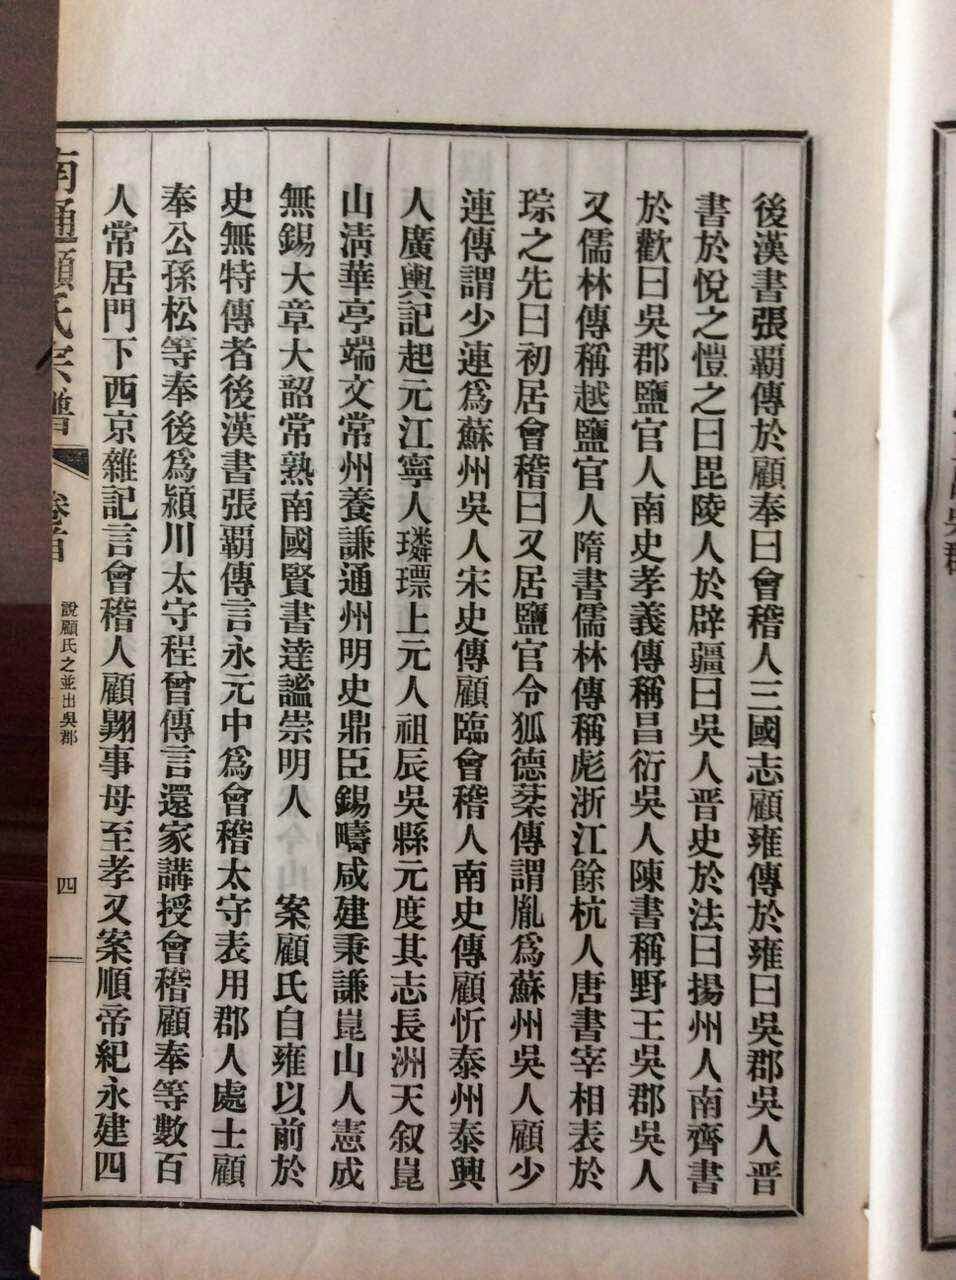 後漢書張霸傳於顧奉曰會稽人三國志顧雍傳於雍曰吳郡吳人晋
書於悅之愷之曰毘陵人於辟疆曰吳人晋史於法曰揚州人南齊書
於歡曰吳郡鹽官人南史孝義傳稱昌衍吳人陳書稱野王吳郡吳人
又儒林傳稱越鹽官人隋書儒林傳稱彪浙江餘杭人唐書宰相表於
琮之先曰初居會稽曰又居鹽官令狐德棻傳謂胤爲蘇州吳人顧少
連傳謂少連爲蘇州吳人宋史傳顧臨會稽人南史傳顧忻泰州泰興
人廣輿記起元江寧人璘瑮上元人祖辰吳縣元度其志長洲天叙崑
山淸華亭端文常州養謙通州明史鼎臣錫疇咸建秉謙崑山人憲成
無錫大章大韶常熟南國賢書達謐崇明人　案顧氏自雍以前於
史無特傳者後漢書張霸傳言永元中爲會稽太守表用郡人處士顧
奉公孫松等奉後爲潁川太守程曾傳言還家講授會稽顧奉等數百
人常居門下西京雜記言會稽人顧翺事母至孝又案順帝紀永建四
南通顧氏宗譜
卷首
說顧氏之並出吳郡
四
吳郡